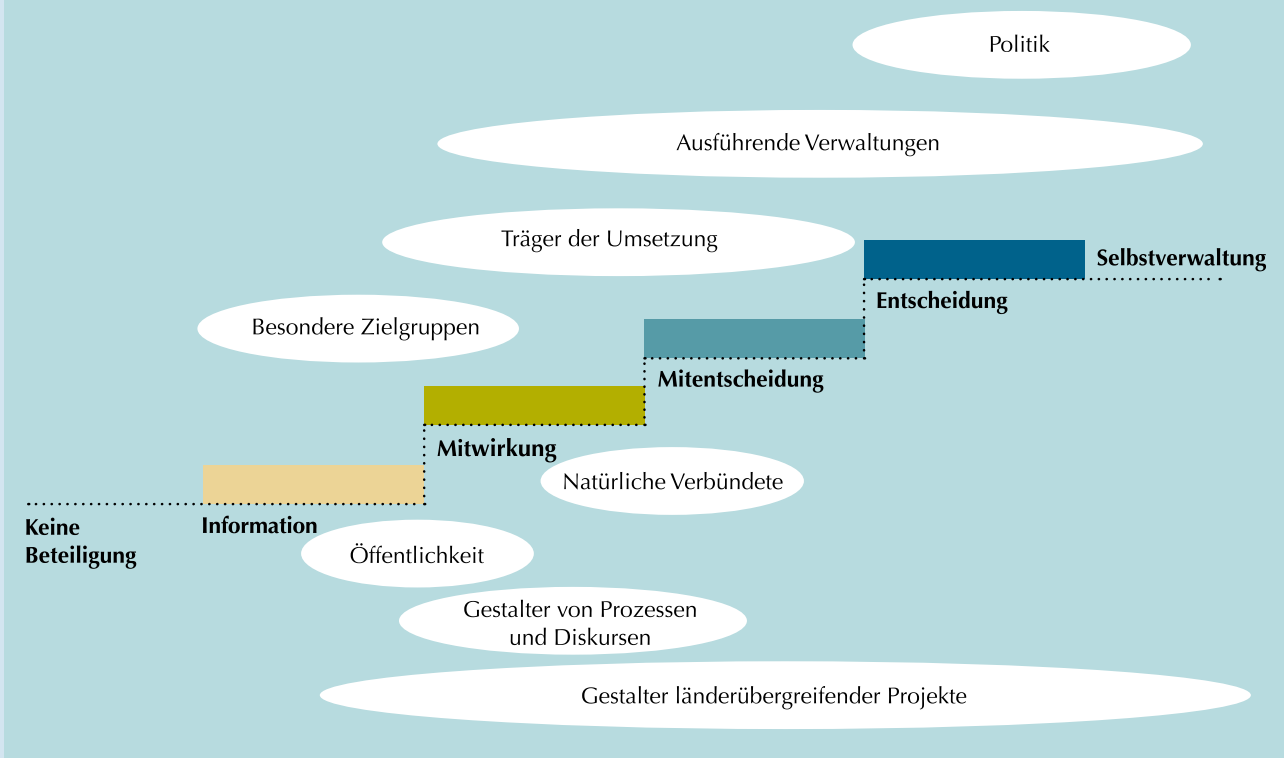 Politik
Ausführende Verwaltungen
Träger der Umsetzung
Selbstverwaltung
Entscheidung
Besondere Zielgruppen
Mitentscheidung
Mitwirkung
Natürliche Verbündete
Keine
Beteiligung
Information
Öffentlichkeit
Gestalter von Prozessen
und Diskursen
Gestalter länderübergreifender Projekte